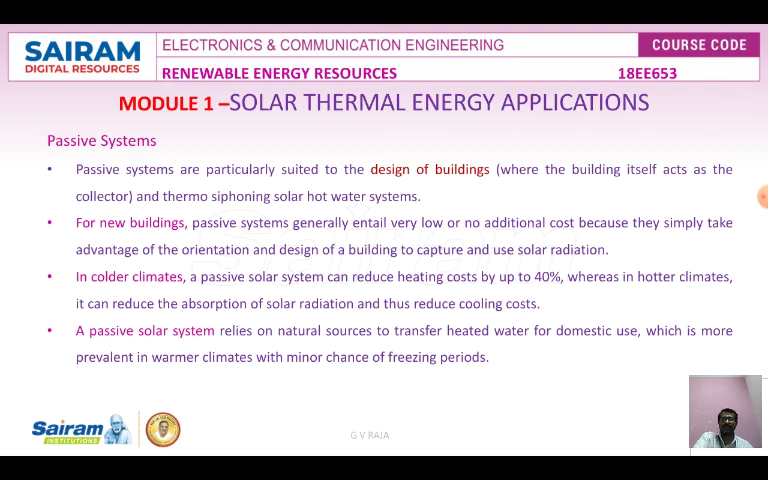 SAIRAM
DIGITAL RESOURCES
ELECTRONICS & COMMUNICATION ENGINEERING
COURSE CODE
RENEWABLE ENERGY RESOURCES
18EE653
MODULE 1 –SOLAR THERMAL ENERGY APPLICATIONS
Passive Systems
• Passive systems are particularly suited to the design of buildings (where the building itself acts as the
collector) and thermo siphoning solar hot water systems.
• For new buildings, passive systems generally entail very low or no additional cost because they simply take
advantage of the orientation and design of a building to capture and use solar radiation.
• In colder climates, a passive solar system can reduce heating costs by up to 40%, whereas in hotter climates,
it can reduce the absorption of solar radiation and thus reduce cooling costs.
• A passive solar system relies on natural sources to transfer heated water for domestic use, which is more
prevalent in warmer climates with minor chance of freezing periods.
Sairam
INSTITUTIONS
G V RAJA